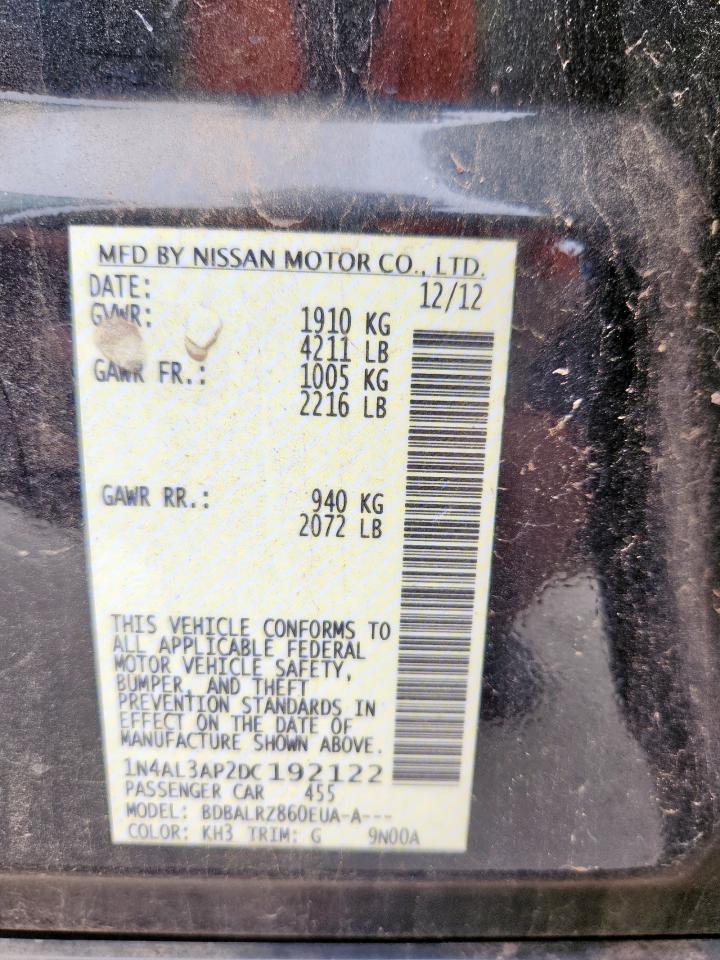 MFD BY NISSAN MOTOR CO., LTD.
DATE: 12/12
GVWR: 1910 KG
4211 LB
GAWR FR.: 1005 KG
2216 LB
GAWR RR.: 940 KG
2072 LB
THIS VEHICLE CONFORMS TO
ALL APPLICABLE FEDERAL
MOTOR VEHICLE SAFETY,
BUMPER, AND THEFT
PREVENTION STANDARDS IN
EFFECT ON THE DATE OF
MANUFACTURE SHOWN ABOVE.
1N4AL3AP2DC192122
PASSENGER CAR 455
MODEL: BDBALRZ860EUA-A---
COLOR: KH3 TRIM: G 9N00A